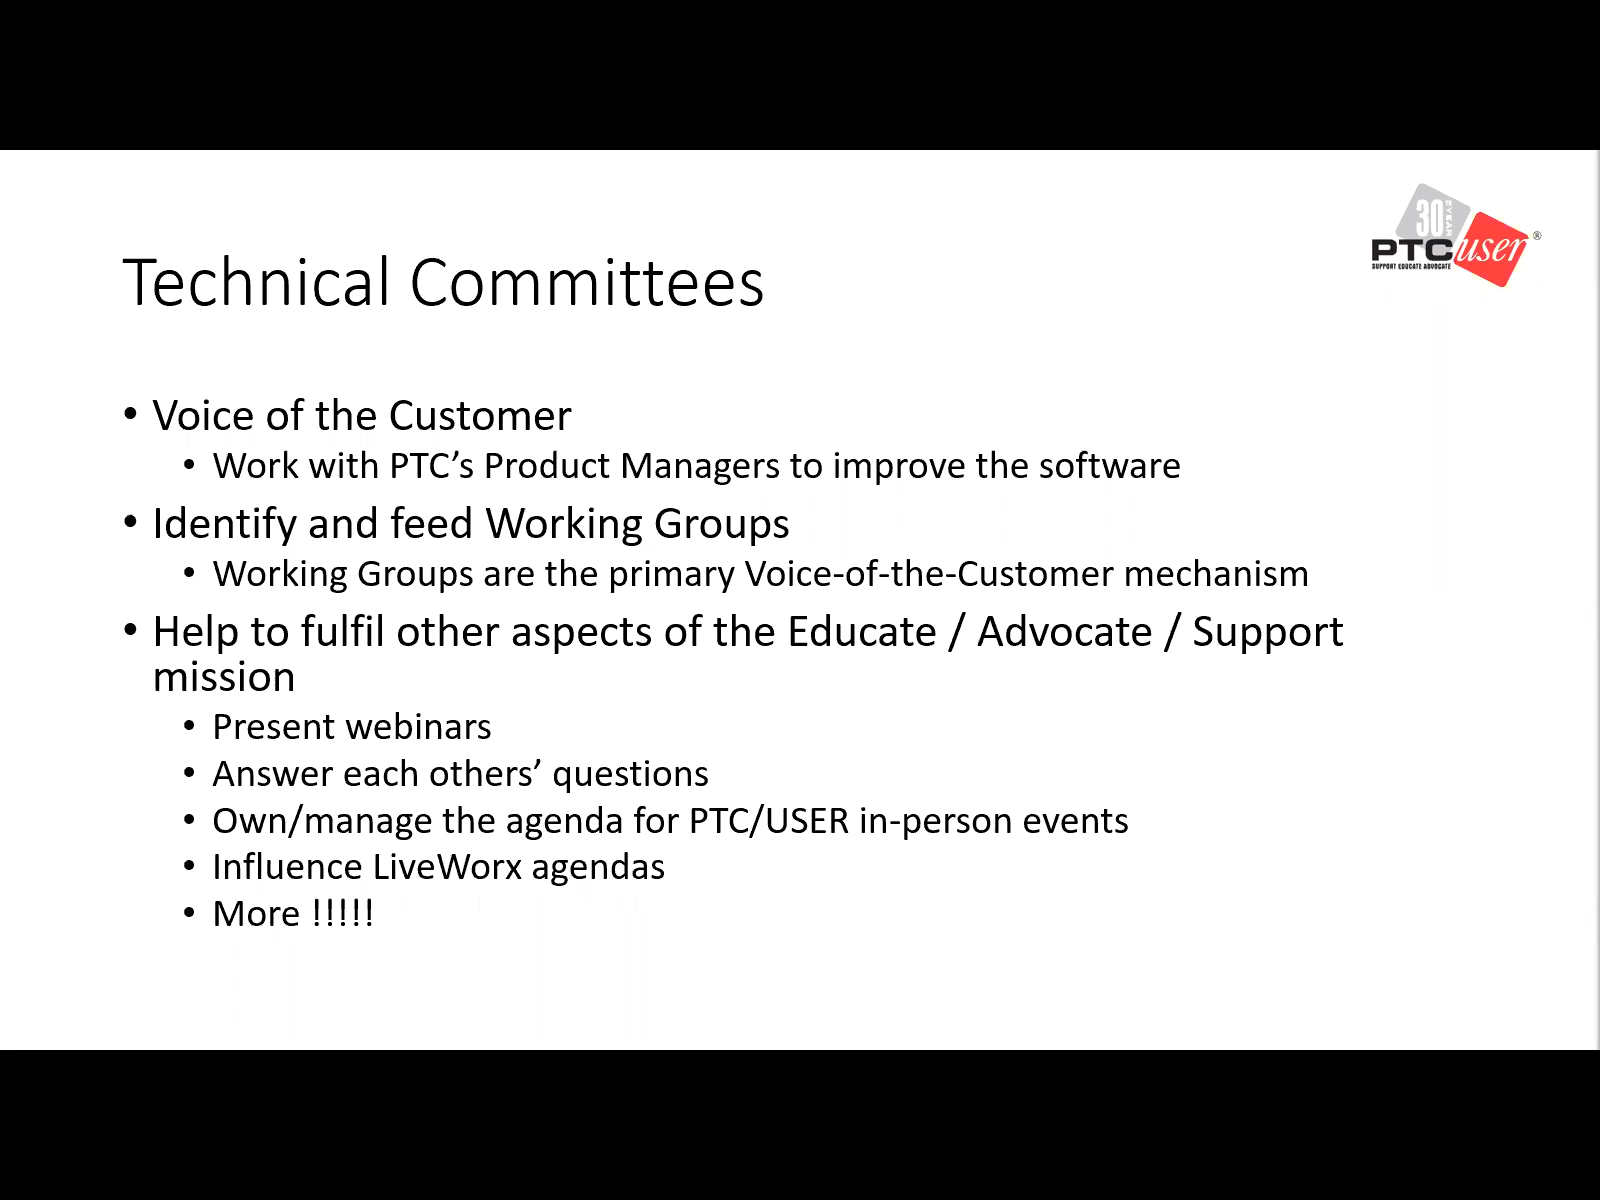 30 YEAR
PTC user ®
SUPPORT EDUCATE ADVOCATE
Technical Committees
• Voice of the Customer
• Work with PTC’s Product Managers to improve the software
• Identify and feed Working Groups
• Working Groups are the primary Voice-of-the-Customer mechanism
• Help to fulfil other aspects of the Educate / Advocate / Support
mission
• Present webinars
• Answer each others’ questions
• Own/manage the agenda for PTC/USER in-person events
• Influence LiveWorx agendas
• More !!!!!